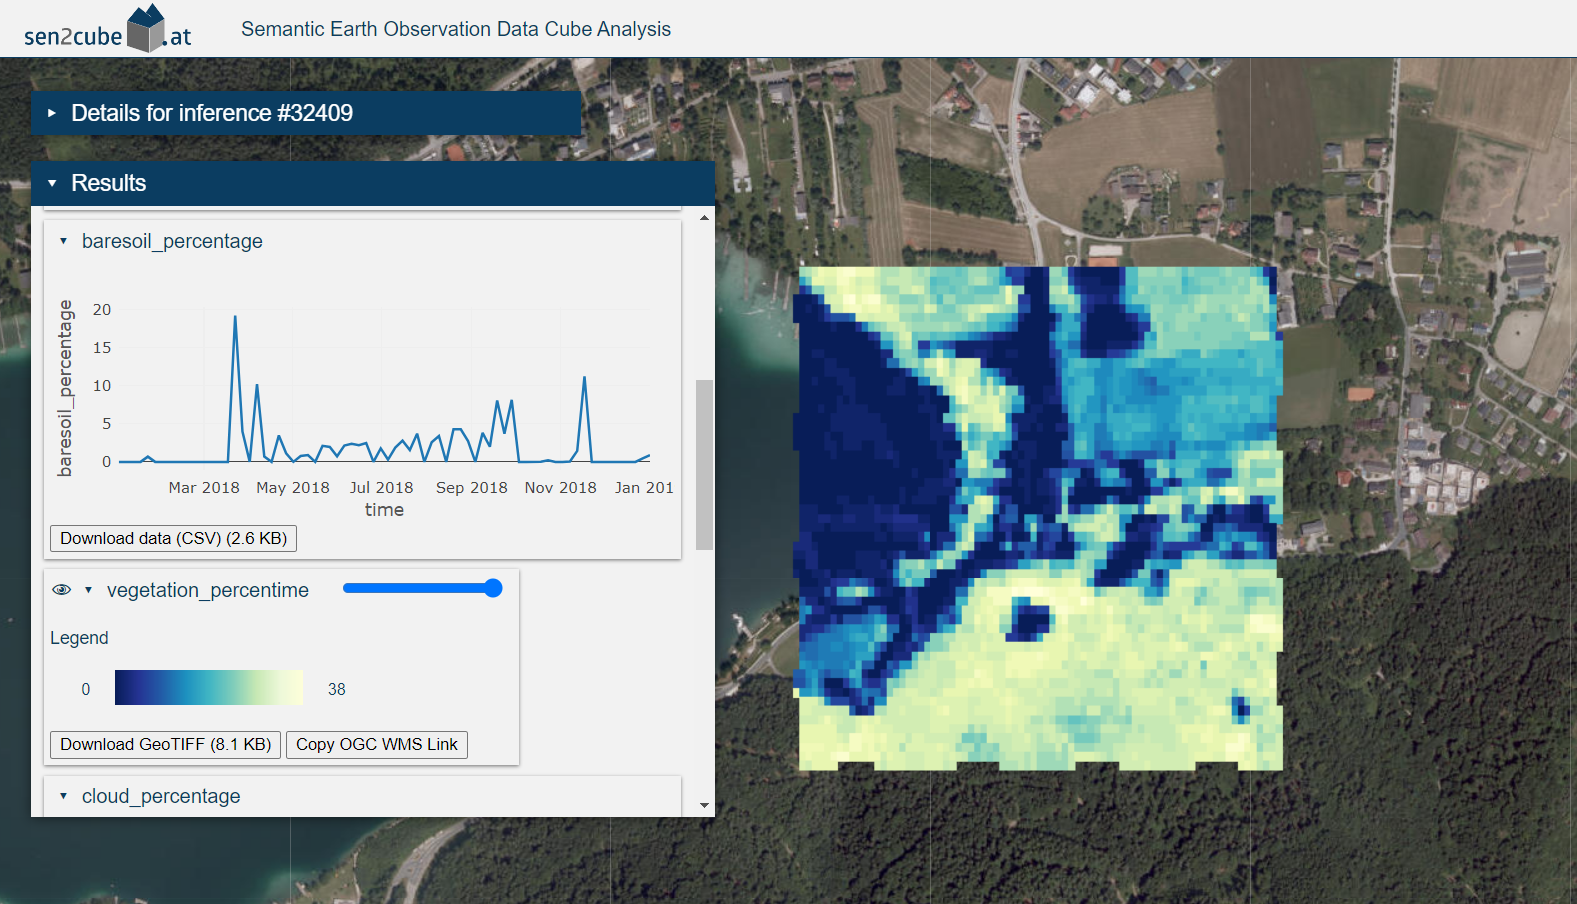 sen2cube.at
Semantic Earth Observation Data Cube Analysis
Details for inference #32409
Results
baresoil_percentage
baresoil_percentage
20
15
10
5
0
Mar 2018 May 2018 Jul 2018 Sep 2018 Nov 2018 Jan 201
time
Download data (CSV) (2.6 KB)
vegetation_percentime
Legend
0 38
Download GeoTIFF (8.1 KB) Copy OGC WMS Link
cloud_percentage